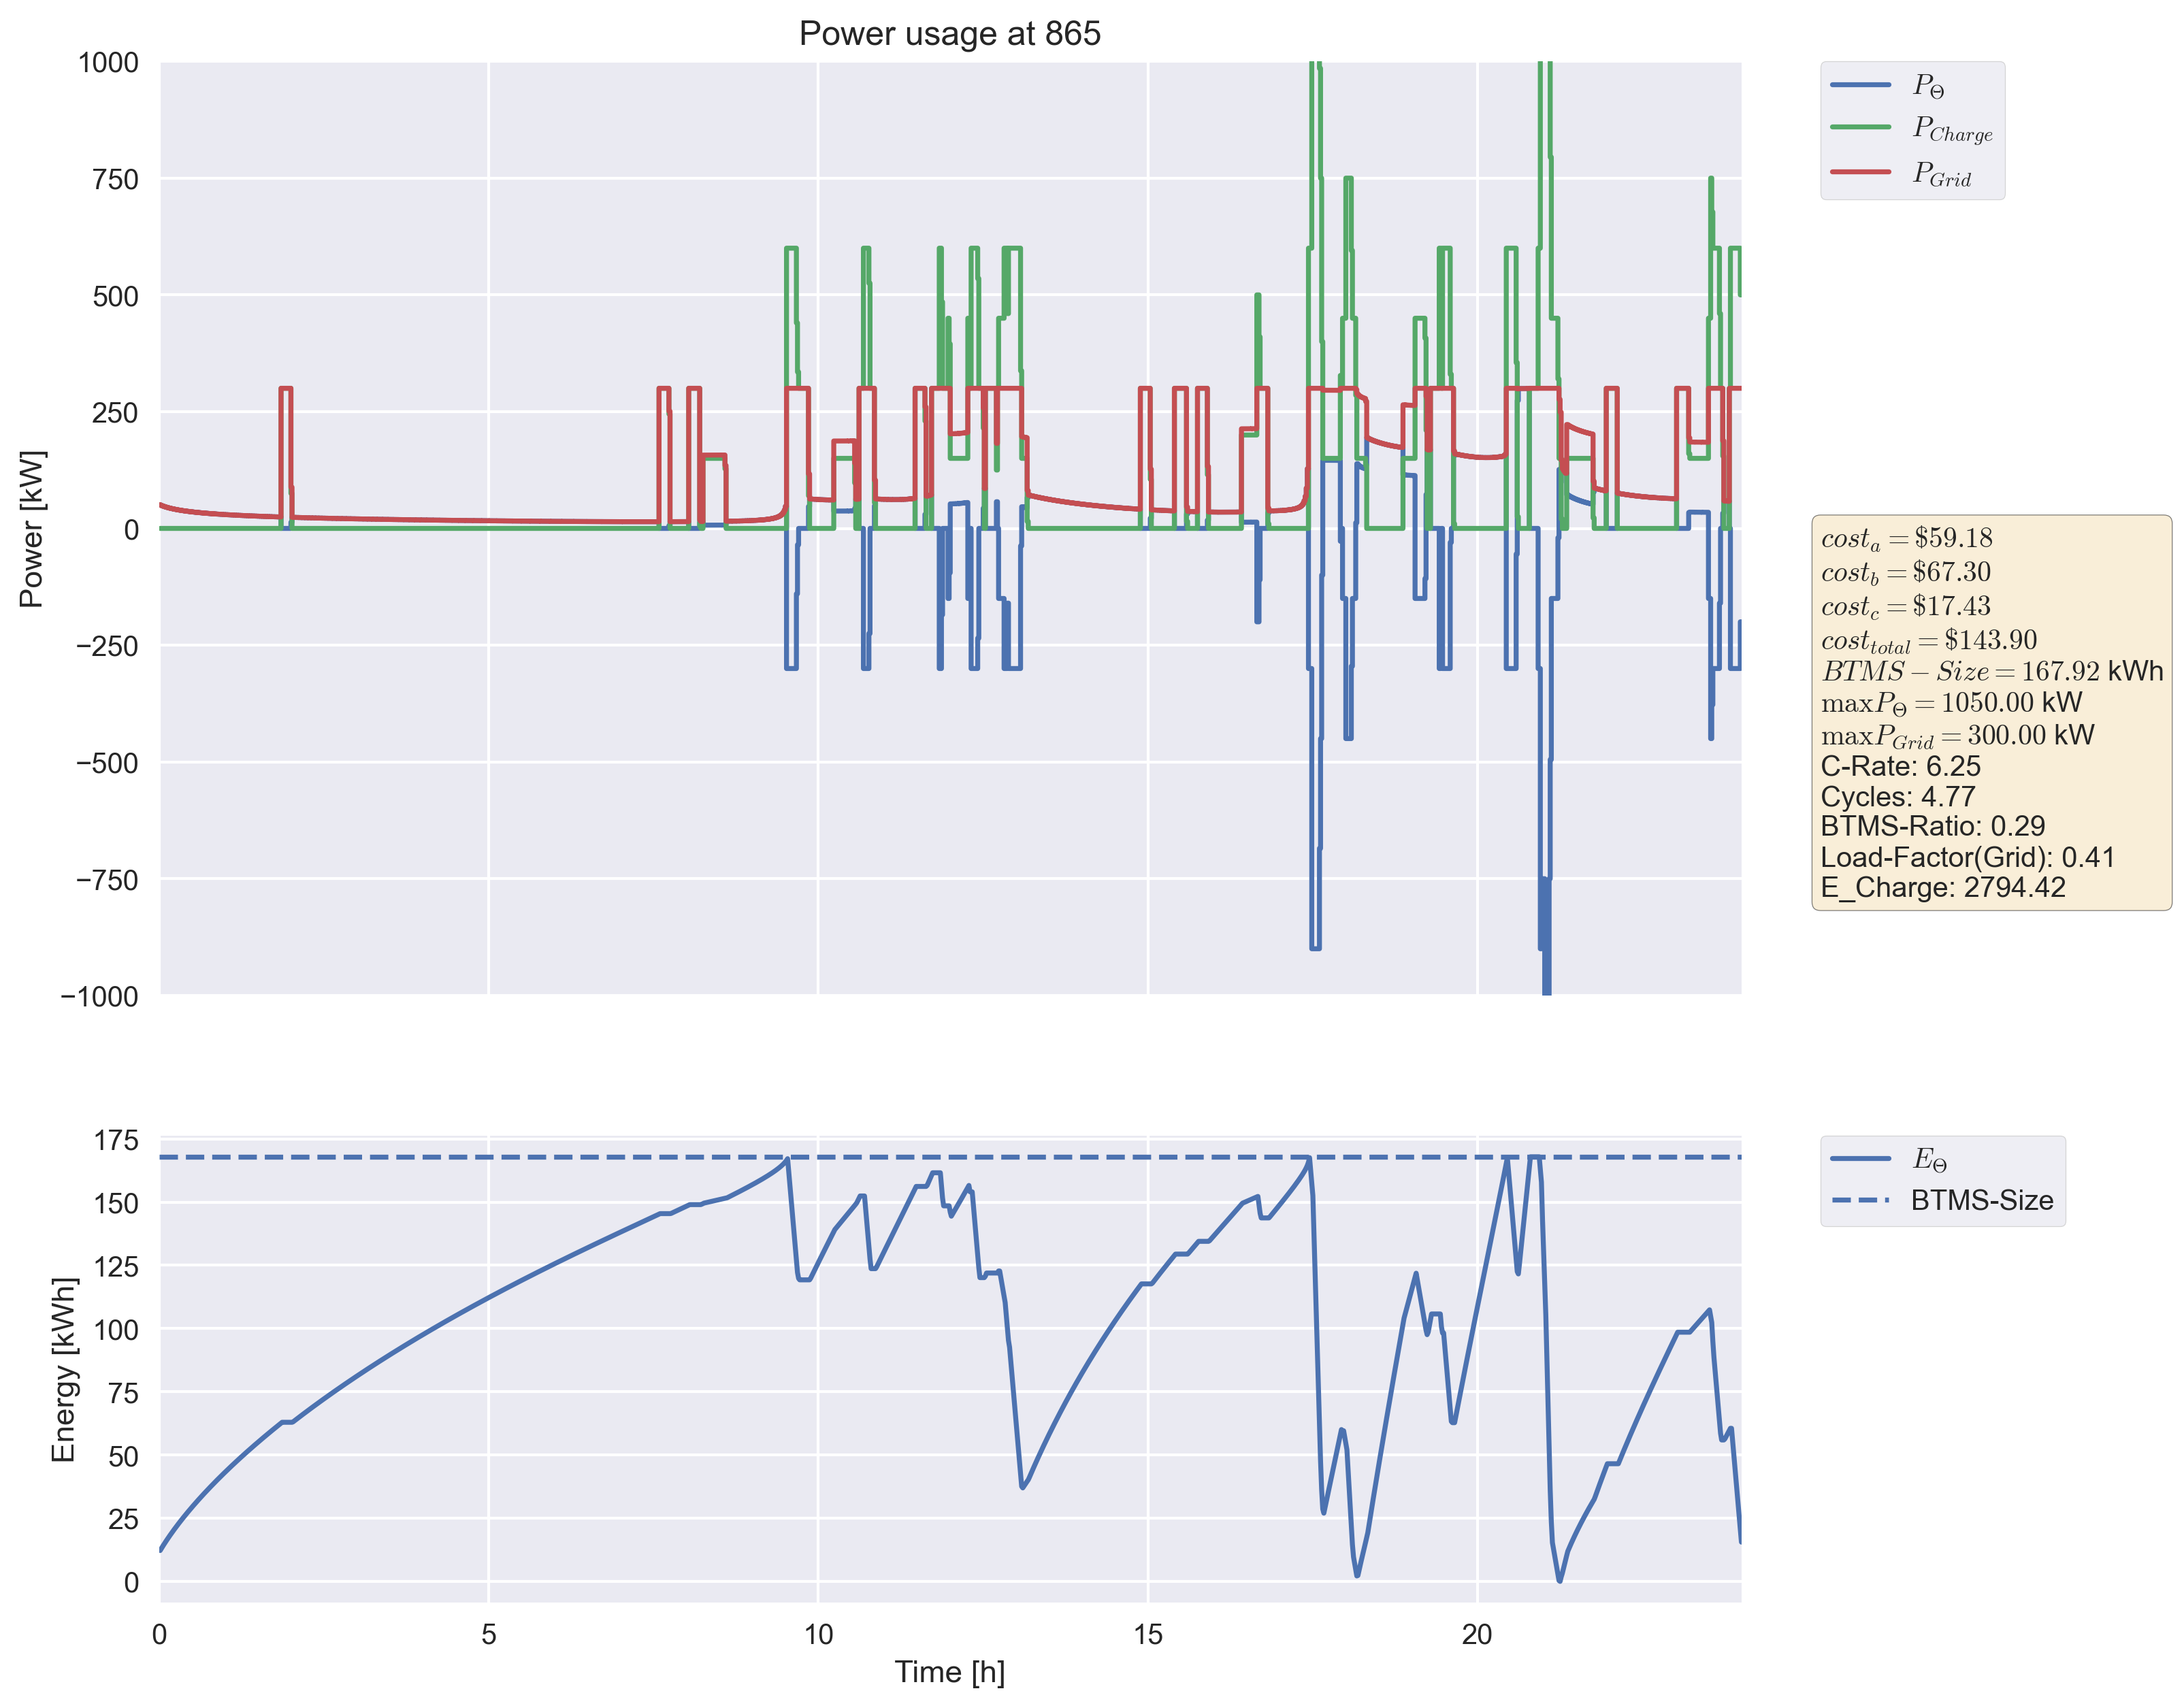 Power usage at 865
1000
750
500
250
0
−250
−500
−750
−1000
Power [kW]
P_Θ
P_Charge
P_Grid
cost_a = $59.18
cost_b = $67.30
cost_c = $17.43
cost_total = $143.90
BTMS − Size = 167.92 kWh
maxP_Θ = 1050.00 kW
maxP_Grid = 300.00 kW
C-Rate: 6.25
Cycles: 4.77
BTMS-Ratio: 0.29
Load-Factor(Grid): 0.41
E_Charge: 2794.42
175
150
125
100
75
50
25
0
Energy [kWh]
E_Θ
BTMS-Size
0 5 10 15 20
Time [h]